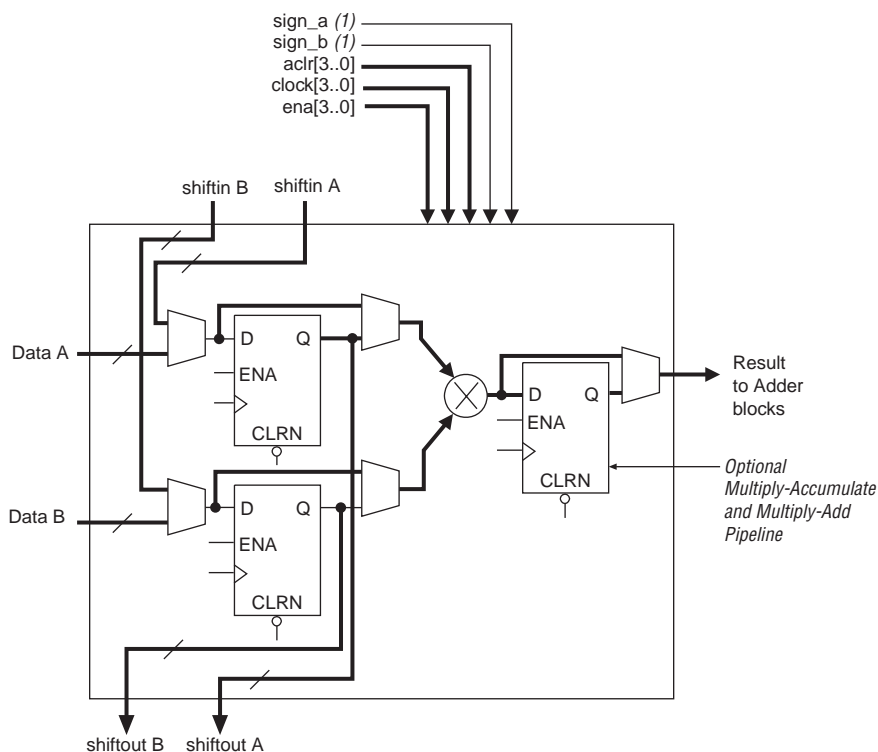 sign_a (1)
sign_b (1)
aclr[3..0]
clock[3..0]
ena[3..0]
shiftin B
shiftin A
Data A
D
Q
ENA
CLRN
Data B
D
Q
ENA
CLRN
D
Q
ENA
CLRN
Result
to Adder
blocks
Optional
Multiply-Accumulate
and Multiply-Add
Pipeline
shiftout B
shiftout A